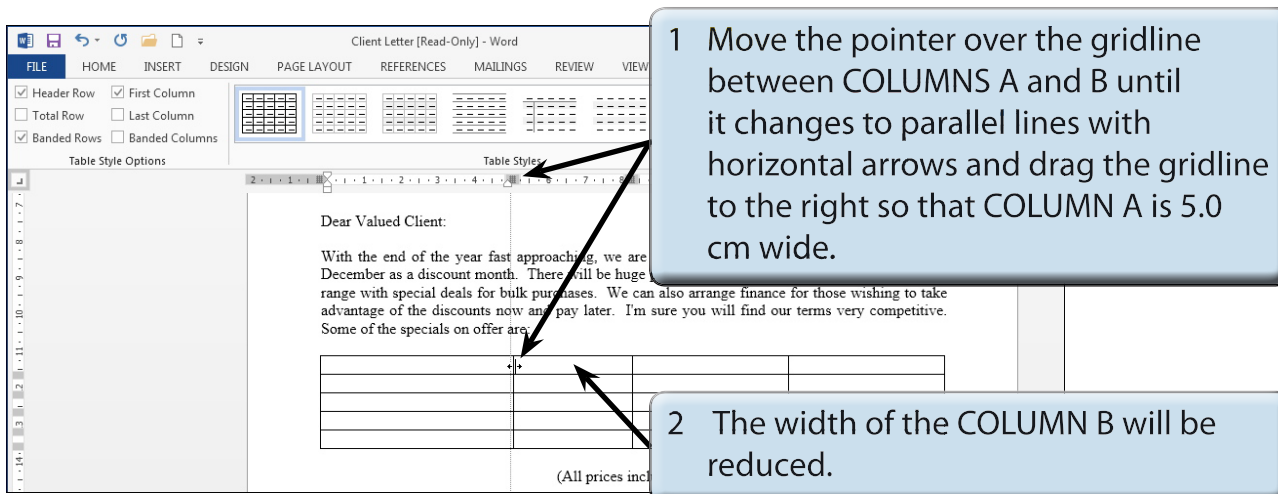 Client Letter [Read-Only] - Word
FILE HOME INSERT DESIGN PAGE LAYOUT REFERENCES MAILINGS REVIEW VIEW
Header Row First Column
Total Row Last Column
Banded Rows Banded Columns
Table Style Options
Table Styles
1 Move the pointer over the gridline
between COLUMNS A and B until
it changes to parallel lines with
horizontal arrows and drag the gridline
to the right so that COLUMN A is 5.0
cm wide.
Dear Valued Client:
With the end of the year fast approaching, we are
December as a discount month. There will be huge
range with special deals for bulk purchases. We can also arrange finance for those wishing to take
advantage of the discounts now and pay later. I'm sure you will find our terms very competitive.
Some of the specials on offer are:
2 The width of the COLUMN B will be
reduced.
(All prices